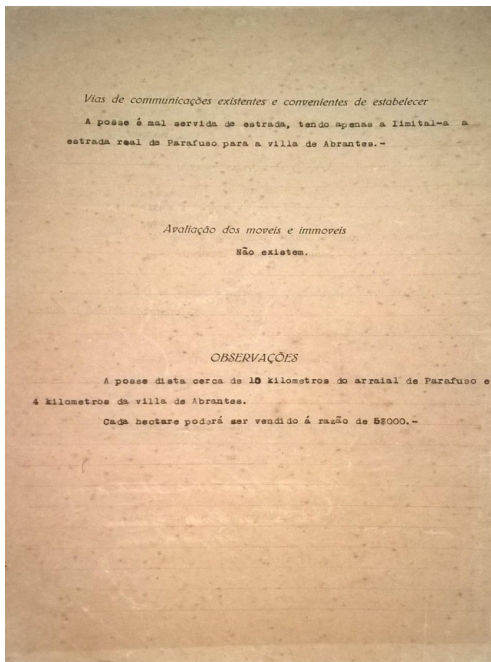 Vias de communicações existentes e convenientes de estabelecer
A posse é mal servida de estrada, tendo apenas a limital-a a
estrada real de Parafuso para a villa de Abrantes.-
Avaliação dos moveis e immoveis
Não existem.
OBSERVAÇÕES
A posse dista cerca de 10 kilometros do arraial de Parafuso e
4 kilometros da villa de Abrantes.
Cada hectare poderá ser vendido á razão de 5$000.-